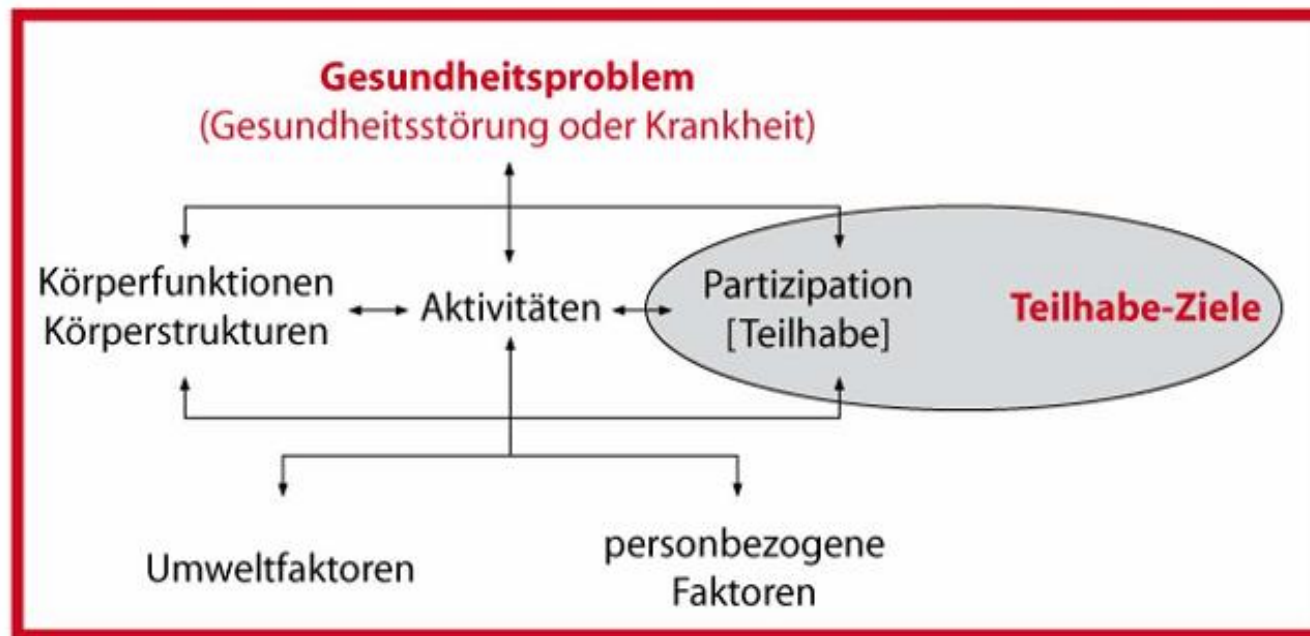 Gesundheitsproblem
(Gesundheitsstörung oder Krankheit)
Körperfunktionen
Körperstrukturen
Aktivitäten
Partizipation
[Teilhabe]
Teilhabe-Ziele
Umweltfaktoren
personbezogene
Faktoren